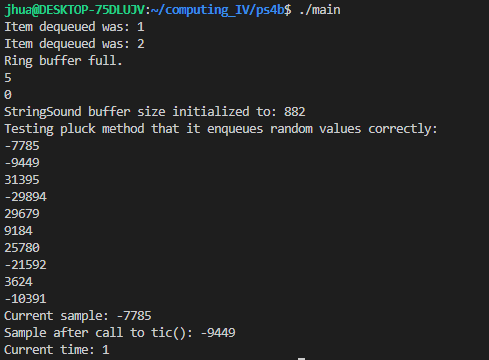 jhua@DESKTOP-75DLUJV:~/computing_IV/ps4b$ ./main
Item dequeued was: 1
Item dequeued was: 2
Ring buffer full.
5
0
StringSound buffer size initialized to: 882
Testing pluck method that it enqueues random values correctly:
-7785
-9449
31395
-29894
29679
9184
25780
-21592
3624
-10391
Current sample: -7785
Sample after call to tic(): -9449
Current time: 1